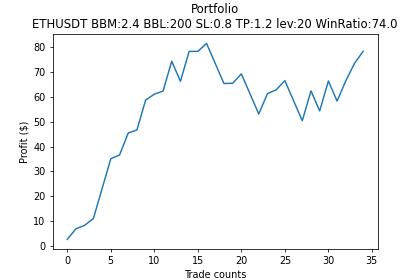 Portfolio
ETHUSDT BBM:2.4 BBL:200 SL:0.8 TP:1.2 lev:20 WinRatio:74.0
80
70
60
50
40
30
20
10
0
Profit ($)
0 5 10 15 20 25 30 35
Trade counts